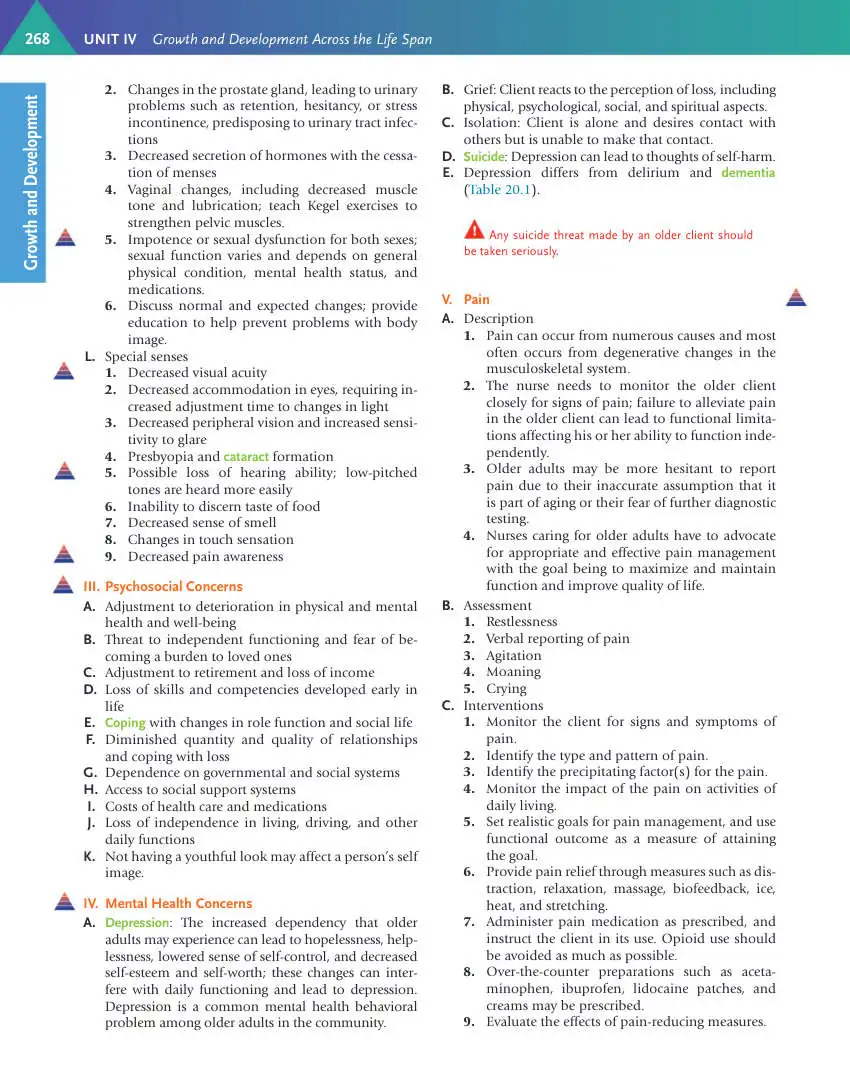 268 UNIT IV Growth and Development Across the Life Span
Growth and Development
2. Changes in the prostate gland, leading to urinary
problems such as retention, hesitancy, or stress
incontinence, predisposing to urinary tract infec-
tions
3. Decreased secretion of hormones with the cessa-
tion of menses
4. Vaginal changes, including decreased muscle
tone and lubrication; teach Kegel exercises to
strengthen pelvic muscles.
5. Impotence or sexual dysfunction for both sexes;
sexual function varies and depends on general
physical condition, mental health status, and
medications.
6. Discuss normal and expected changes; provide
education to help prevent problems with body
image.
L. Special senses
1. Decreased visual acuity
2. Decreased accommodation in eyes, requiring in-
creased adjustment time to changes in light
3. Decreased peripheral vision and increased sensi-
tivity to glare
4. Presbyopia and cataract formation
5. Possible loss of hearing ability; low-pitched
tones are heard more easily
6. Inability to discern taste of food
7. Decreased sense of smell
8. Changes in touch sensation
9. Decreased pain awareness
III. Psychosocial Concerns
A. Adjustment to deterioration in physical and mental
health and well-being
B. Threat to independent functioning and fear of be-
coming a burden to loved ones
C. Adjustment to retirement and loss of income
D. Loss of skills and competencies developed early in
life
E. Coping with changes in role function and social life
F. Diminished quantity and quality of relationships
and coping with loss
G. Dependence on governmental and social systems
H. Access to social support systems
I. Costs of health care and medications
J. Loss of independence in living, driving, and other
daily functions
K. Not having a youthful look may affect a person's self
image.
IV. Mental Health Concerns
A. Depression: The increased dependency that older
adults may experience can lead to hopelessness, help-
lessness, lowered sense of self-control, and decreased
self-esteem and self-worth; these changes can inter-
fere with daily functioning and lead to depression.
Depression is a common mental health behavioral
problem among older adults in the community.
B. Grief: Client reacts to the perception of loss, including
physical, psychological, social, and spiritual aspects.
C. Isolation: Client is alone and desires contact with
others but is unable to make that contact.
D. Suicide: Depression can lead to thoughts of self-harm.
E. Depression differs from delirium and dementia
(Table 20.1).
Any suicide threat made by an older client should
be taken seriously.
V. Pain
A. Description
1. Pain can occur from numerous causes and most
often occurs from degenerative changes in the
musculoskeletal system.
2. The nurse needs to monitor the older client
closely for signs of pain; failure to alleviate pain
in the older client can lead to functional limita-
tions affecting his or her ability to function inde-
pendently.
3. Older adults may be more hesitant to report
pain due to their inaccurate assumption that it
is part of aging or their fear of further diagnostic
testing.
4. Nurses caring for older adults have to advocate
for appropriate and effective pain management
with the goal being to maximize and maintain
function and improve quality of life.
B. Assessment
1. Restlessness
2. Verbal reporting of pain
3. Agitation
4. Moaning
5. Crying
C. Interventions
1. Monitor the client for signs and symptoms of
pain.
2. Identify the type and pattern of pain.
3. Identify the precipitating factor(s) for the pain.
4. Monitor the impact of the pain on activities of
daily living.
5. Set realistic goals for pain management, and use
functional outcome as a measure of attaining
the goal.
6. Provide pain relief through measures such as dis-
traction, relaxation, massage, biofeedback, ice,
heat, and stretching.
7. Administer pain medication as prescribed, and
instruct the client in its use. Opioid use should
be avoided as much as possible.
8. Over-the-counter preparations such as aceta-
minophen, ibuprofen, lidocaine patches, and
creams may be prescribed.
9. Evaluate the effects of pain-reducing measures.